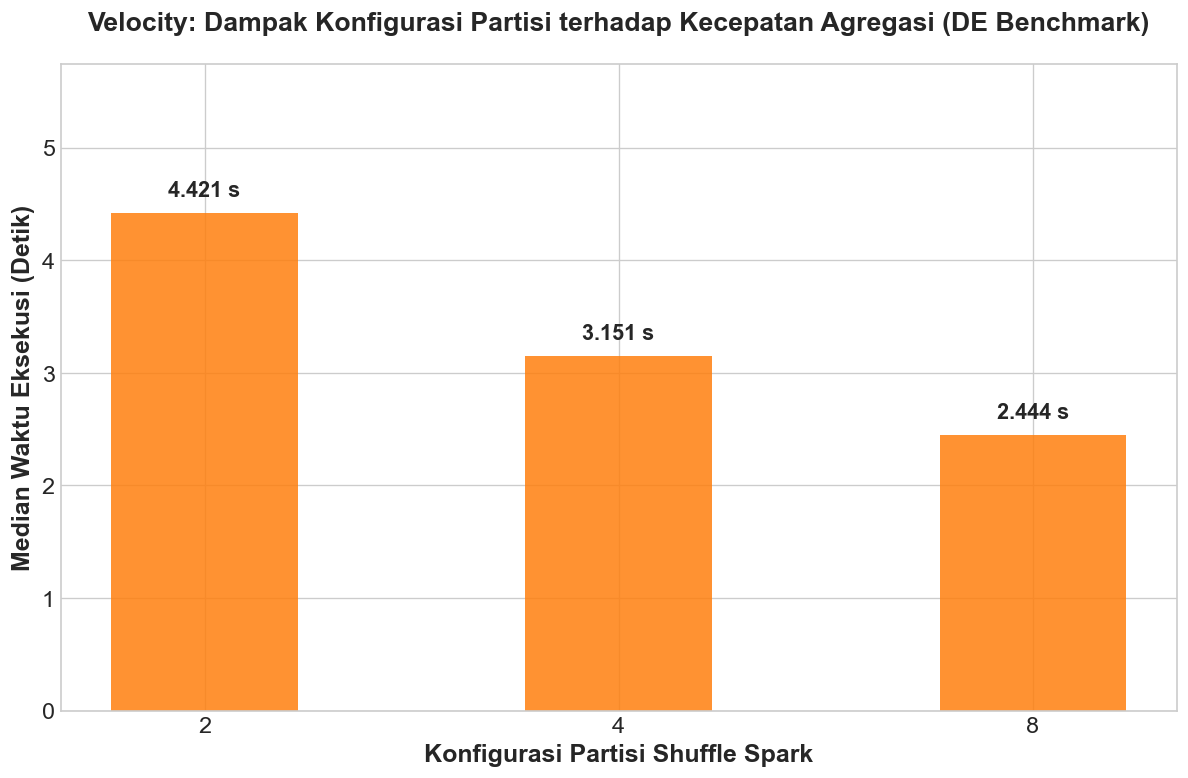 Velocity: Dampak Konfigurasi Partisi terhadap Kecepatan Agregasi (DE Benchmark)
Median Waktu Eksekusi (Detik)
5
4
3
2
1
0
4.421 s
3.151 s
2.444 s
2
4
8
Konfigurasi Partisi Shuffle Spark